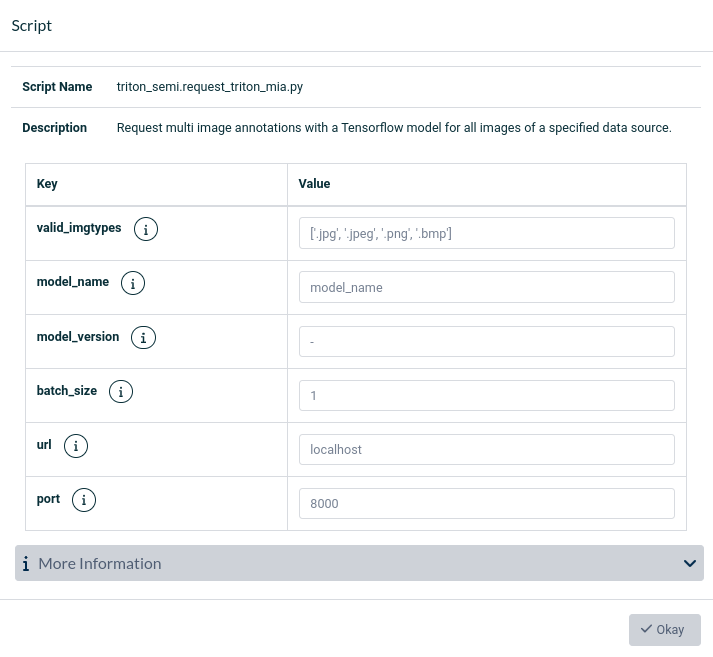 Script
Script Name triton_semi.request_triton_mia.py
Description Request multi image annotations with a Tensorflow model for all images of a specified data source.
Key Value
valid_imgtypes i ['.jpg', '.jpeg', '.png', '.bmp']
model_name i model_name
model_version i -
batch_size i 1
url i localhost
port i 8000
i More Information
Okay